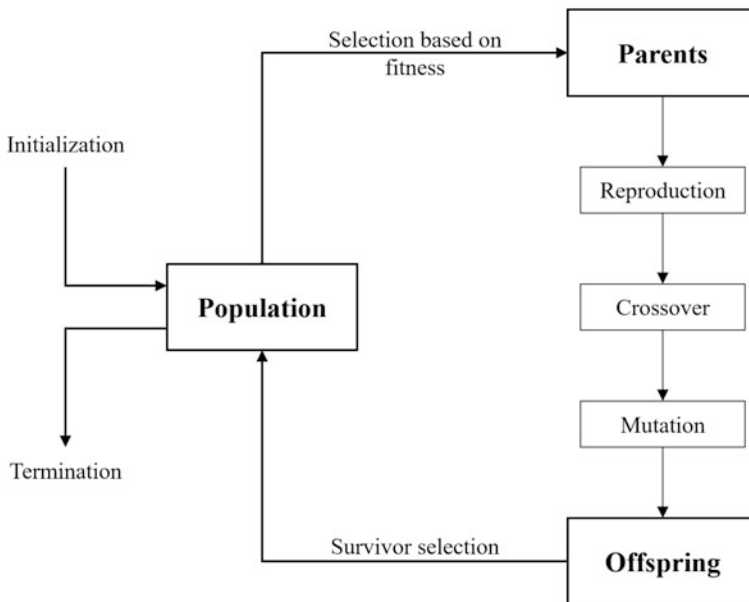 Selection based on
fitness
Parents
Initialization
Reproduction
Population
Crossover
Mutation
Termination
Survivor selection
Offspring